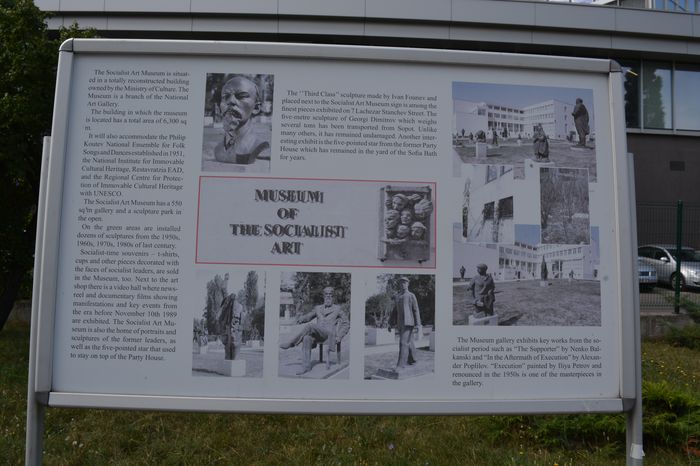 The Socialist Art Museum is situat-
ed in a totally reconstructed building
owned by the Ministry of Culture. The
Museum is a branch of the National
Art Gallery.
The building in which the museum
is located has a total area of 6,300 sq
m.
It will also accommodate the Philip
Koutev National Ensemble for Folk
Songs and Dances established in 1951,
the National Institute for Immovable
Cultural Heritage, Restavratzia EAD,
and the Regional Centre for Protec-
tion of Immovable Cultural Heritage
with UNESCO.
The Socialist Art Museum has a 550
sq/m gallery and a sculpture park in
the open.
On the green areas are installed
dozens of sculptures from the 1950s,
1960s, 1970s, 1980s of last century.
Socialist-time souvenirs – t-shirts,
cups and other pieces decorated with
the faces of socialist leaders, are sold
in the Museum, too. Next to the art
shop there is a video hall where news-
reel and documentary films showing
manifestations and key events from
the era before November 10th 1989
are exhibited. The Socialist Art Mu-
seum is also the home of portraits and
sculptures of the former leaders, as
well as the five-pointed star that used
to stay on top of the Party House.
The "Third Class" sculpture made by Ivan Founev and
placed next to the Socialist Art Museum sign is among the
finest pieces exhibited on 7 Lachezar Stanchev Street. The
five-metre sculpture of Georgi Dimitrov which weighs
several tons has been transported from Sopot. Unlike
many others, it has remained undamaged. Another inter-
esting exhibit is the five-pointed star from the former Party
House which has remained in the yard of the Sofia Bath
for years.
MUSEUM
OF
THE SOCIALIST
ART
The Museum gallery exhibits key works from the so-
cialist period such as "The Supporter" by Nenko Bal-
kanski and "In the Aftermath of Execution" by Alexan-
der Poplilov. "Execution" painted by Iliya Petrov and
renounced in the 1950s is one of the masterpieces in
the gallery.